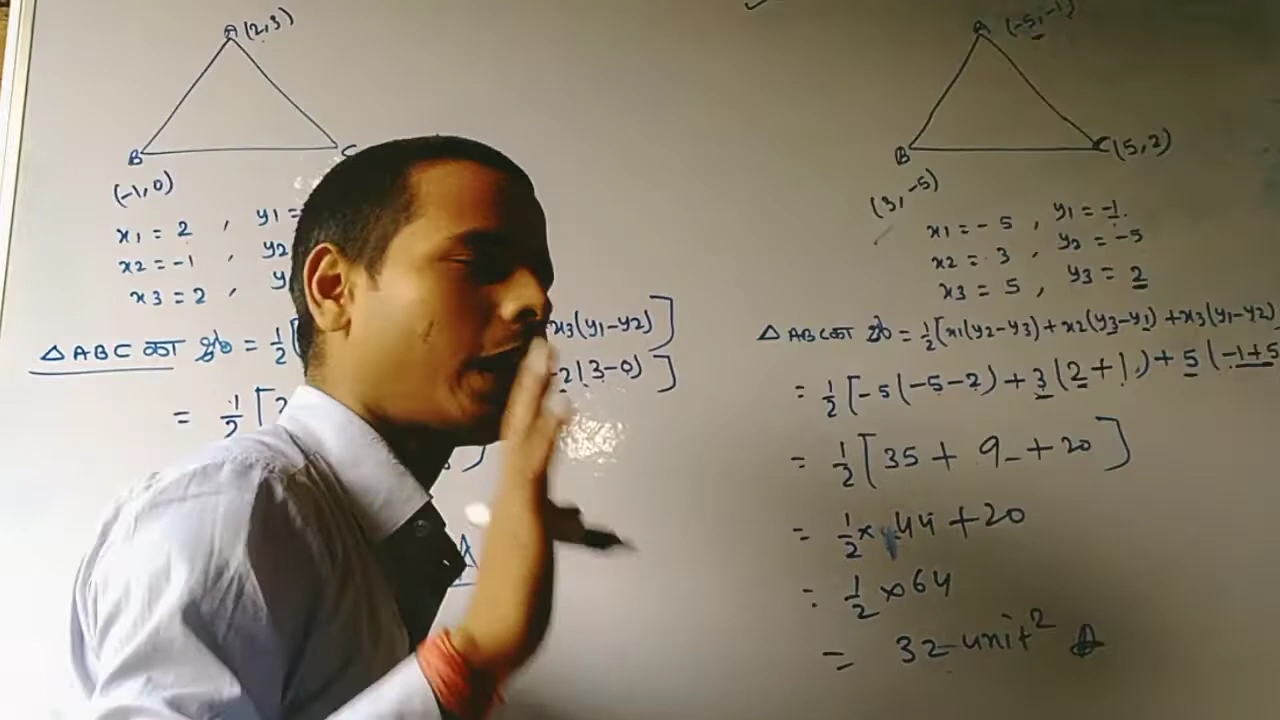 A (2,3)
B
C
(-1,0)
x1 = 2 , y1 =
x2 = -1 , y2
x3 = 2 , y
△ABC का क्षे० = 1/2[ x3(y1-y2)]
2(3-0)]
= 1/2[2
A (-5,-1)
B
C (5,2)
(3,-5)
x1 = -5 , y1 = -1.
x2 = 3 , y2 = -5
x3 = 5 , y3 = 2
△ABC का क्षे० = 1/2[x1(y2-y3)+x2(y3-y1)+x3(y1-y2)
= 1/2[-5(-5-2)+3(2+1)+5(-1+5
= 1/2[35+9+20]
= 1/2×44+20
= 1/2×64
= 32 unit²